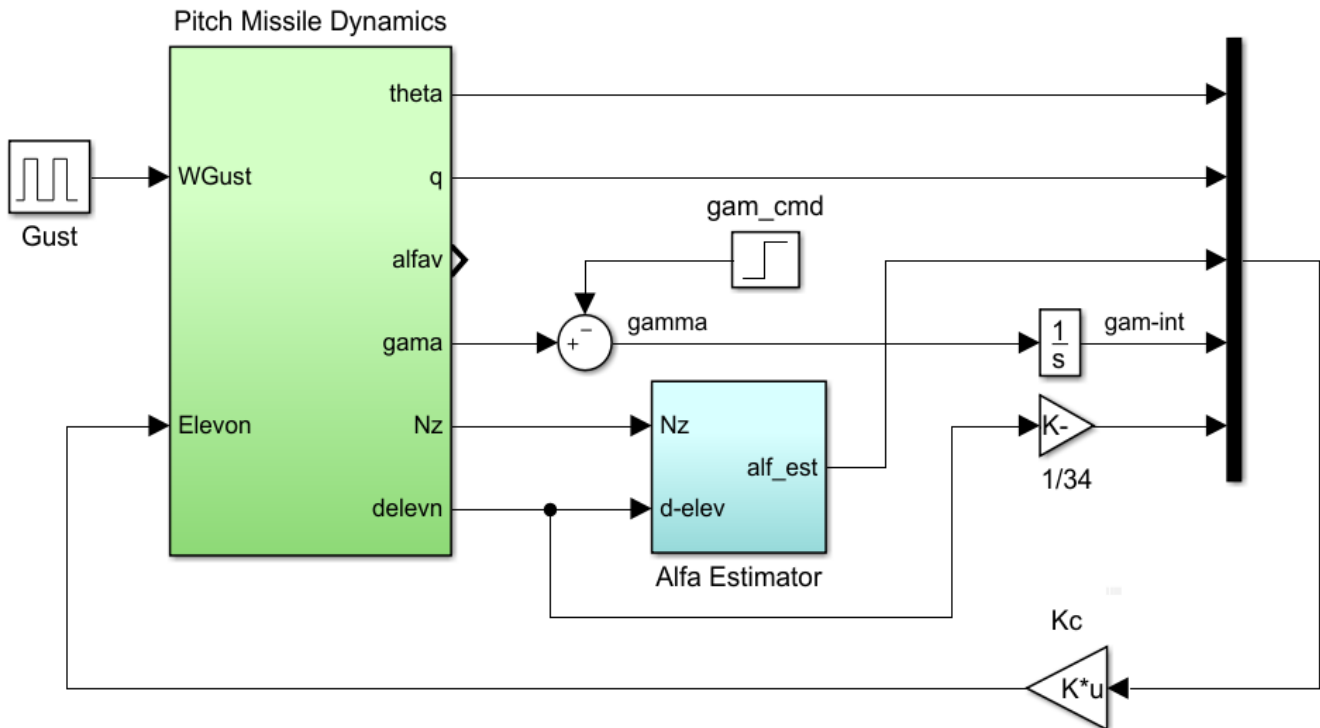 Pitch Missile Dynamics
theta
WGust
q
Gust
gam_cmd
alfav
−
gamma
gam-int
gama
+
1
s
Elevon
Nz
Nz
K-
alf_est
1/34
delevn
d-elev
Alfa Estimator
Kc
K*u